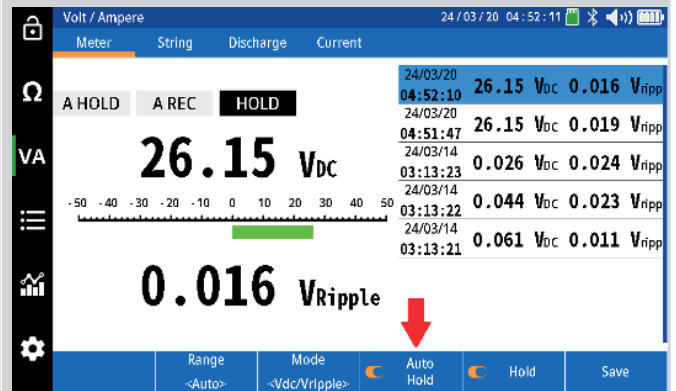 Volt / Ampere
24/03/20 04:52:11
Meter String Discharge Current
Ω
VA
A HOLD A REC HOLD
26.15 VDC
-50 -40 -30 -20 -10 0 10 20 30 40 50
0.016 VRipple
24/03/20
04:52:10 26.15 VDC 0.016 Vripp
24/03/20
04:51:47 26.15 VDC 0.019 Vripp
24/03/14
03:13:23 0.026 VDC 0.024 Vripp
24/03/14
03:13:22 0.044 VDC 0.023 Vripp
24/03/14
03:13:21 0.061 VDC 0.011 Vripp
Range
<Auto>
Mode
<Vdc/Vripple>
Auto
Hold
Hold
Save